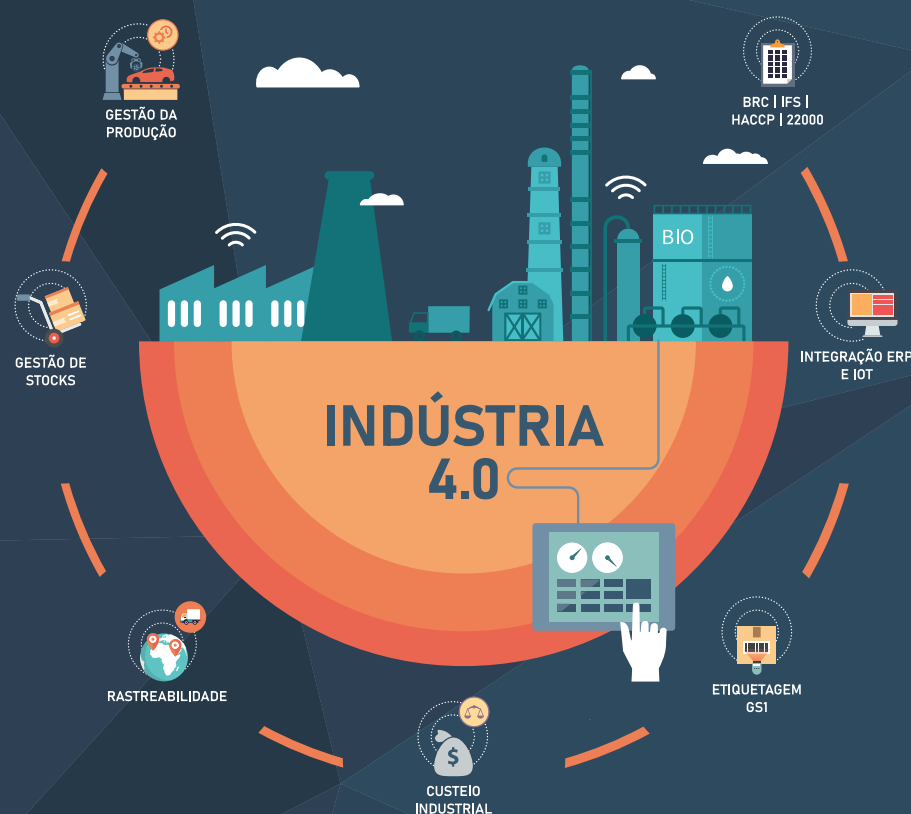 GESTÃO DA
PRODUÇÃO
BRC | IFS |
HACCP | 22000
BIO
GESTÃO DE
STOCKS
INTEGRAÇÃO ERP
E IOT
INDÚSTRIA
4.0
RASTREABILIDADE
ETIQUETAGEM
GS1
$
CUSTEIO
INDUSTRIAL